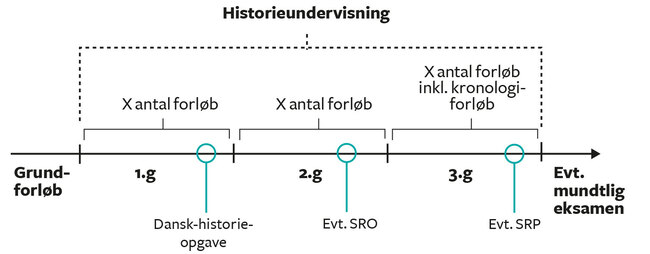 Historieundervisning
X antal forløb
X antal forløb
X antal forløb
inkl. kronologi-
forløb
Grund-
forløb
1.g
2.g
3.g
Evt.
mundtlig
eksamen
Dansk-historie-
opgave
Evt. SRO
Evt. SRP